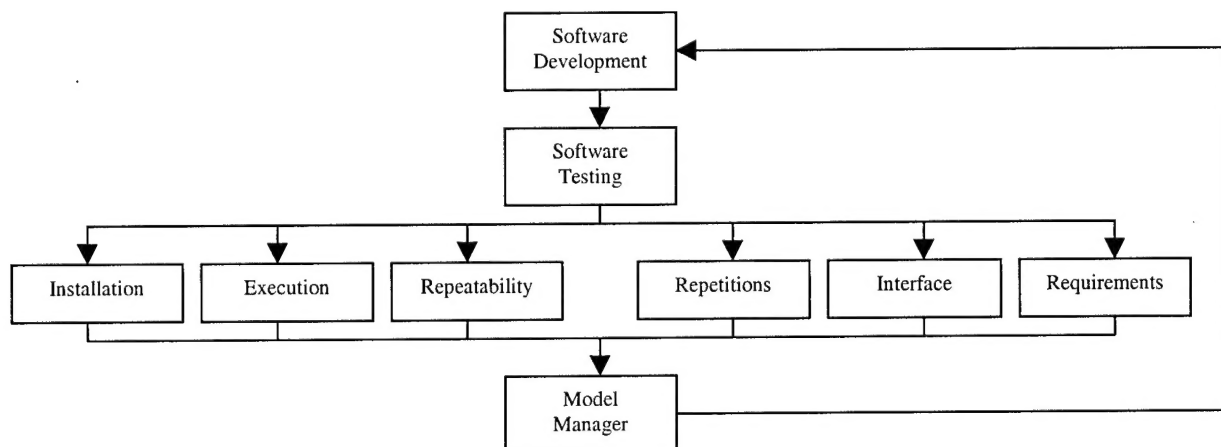 Software
Development
Software
Testing
Installation
Execution
Repeatability
Repetitions
Interface
Requirements
Model
Manager